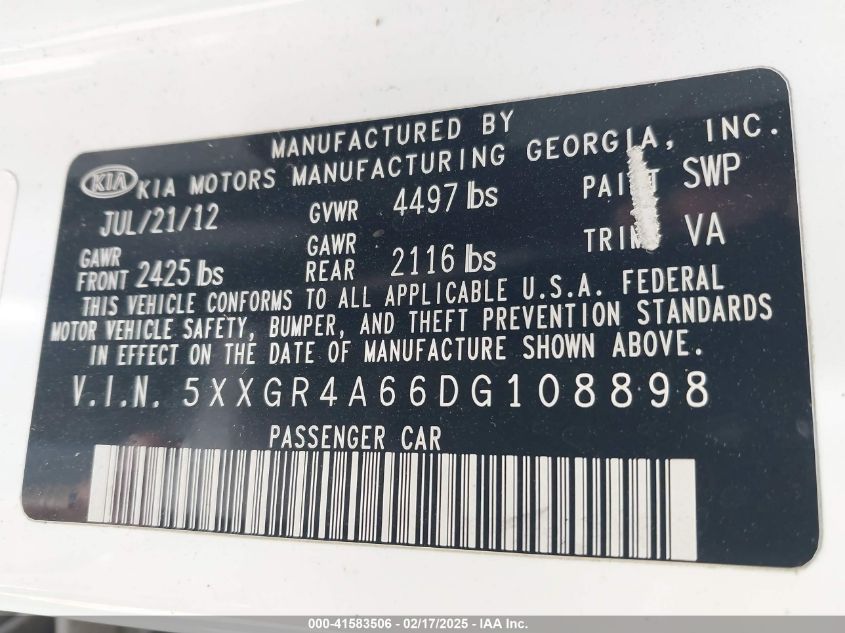 MANUFACTURED BY
KIA KIA MOTORS MANUFACTURING GEORGIA, INC.
JUL/21/12 GVWR 4497 lbs PAINT SWP
GAWR FRONT 2425 lbs GAWR REAR 2116 lbs TRIM VA
THIS VEHICLE CONFORMS TO ALL APPLICABLE U.S.A. FEDERAL
MOTOR VEHICLE SAFETY, BUMPER, AND THEFT PREVENTION STANDARDS
IN EFFECT ON THE DATE OF MANUFACTURE SHOWN ABOVE.
V.I.N. 5XXGR4A66DG108898
PASSENGER CAR
000-41583506 - 02/17/2025 - IAA Inc.